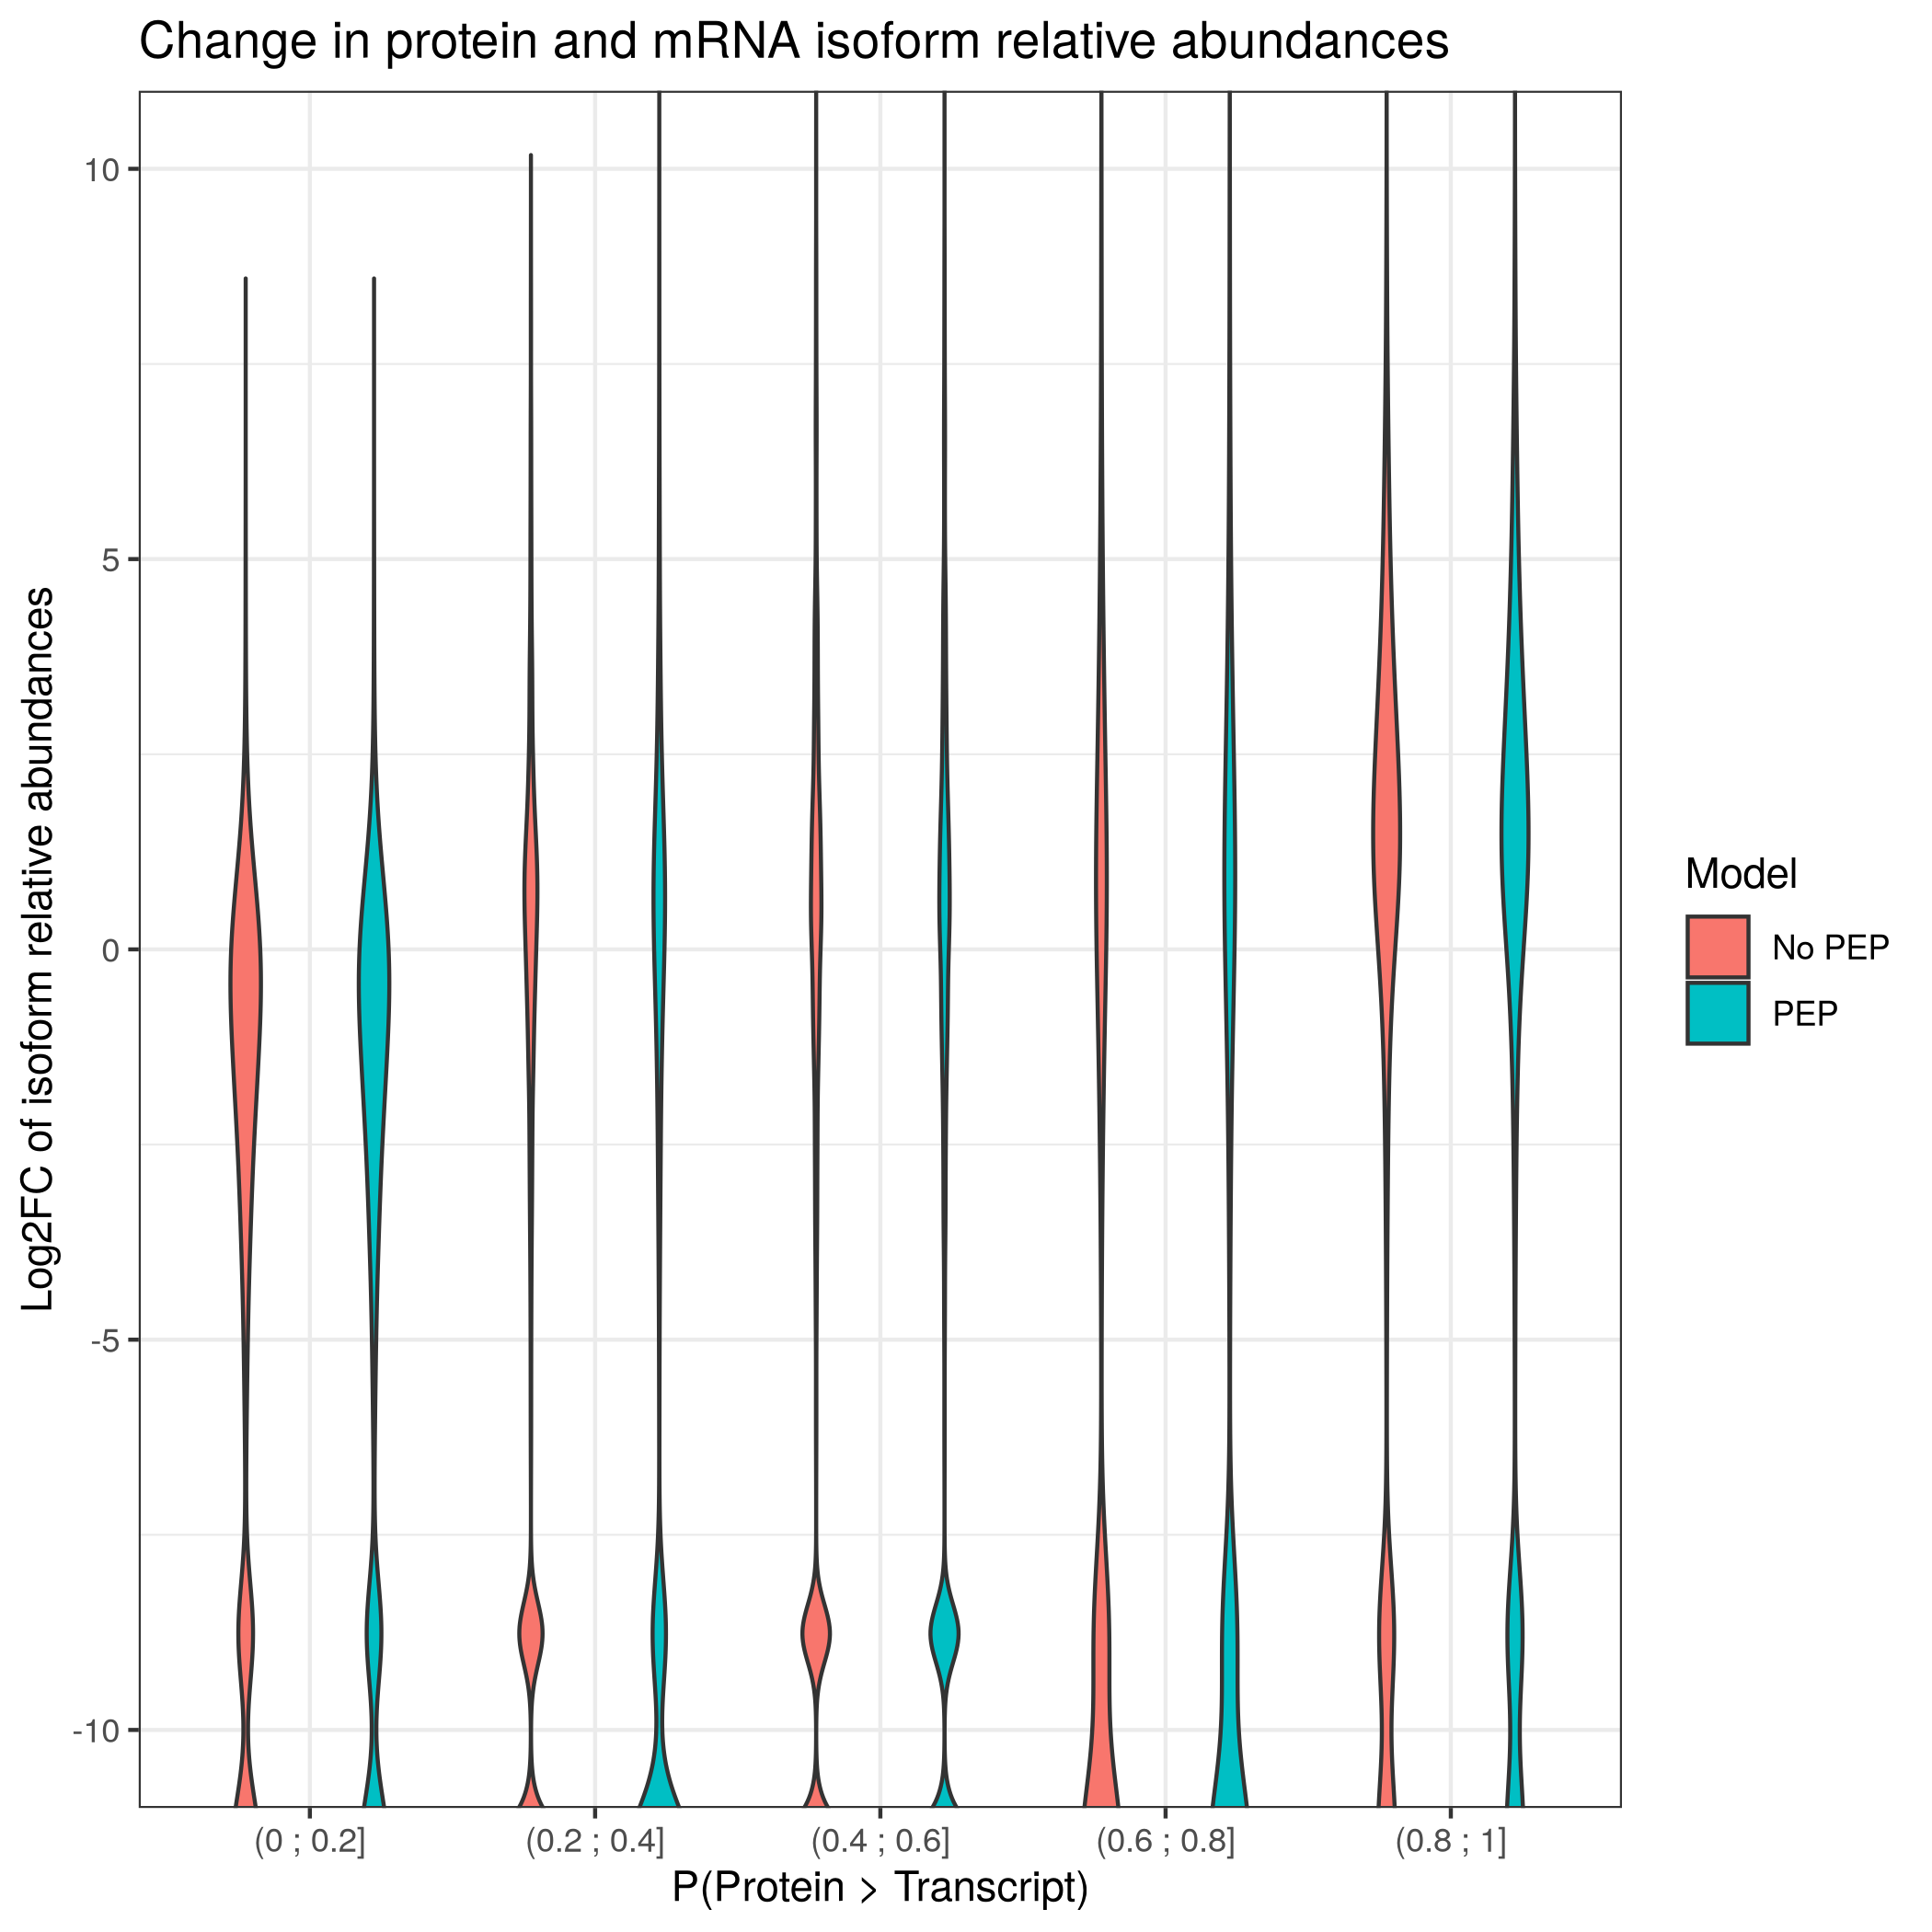 Change in protein and mRNA isoform relative abundances
Log2FC of isoform relative abundances
10
5
0
-5
-10
(0 ; 0.2]
(0.2 ; 0.4]
(0.4 ; 0.6]
(0.6 ; 0.8]
(0.8 ; 1]
P(Protein > Transcript)
Model
No PEP
PEP